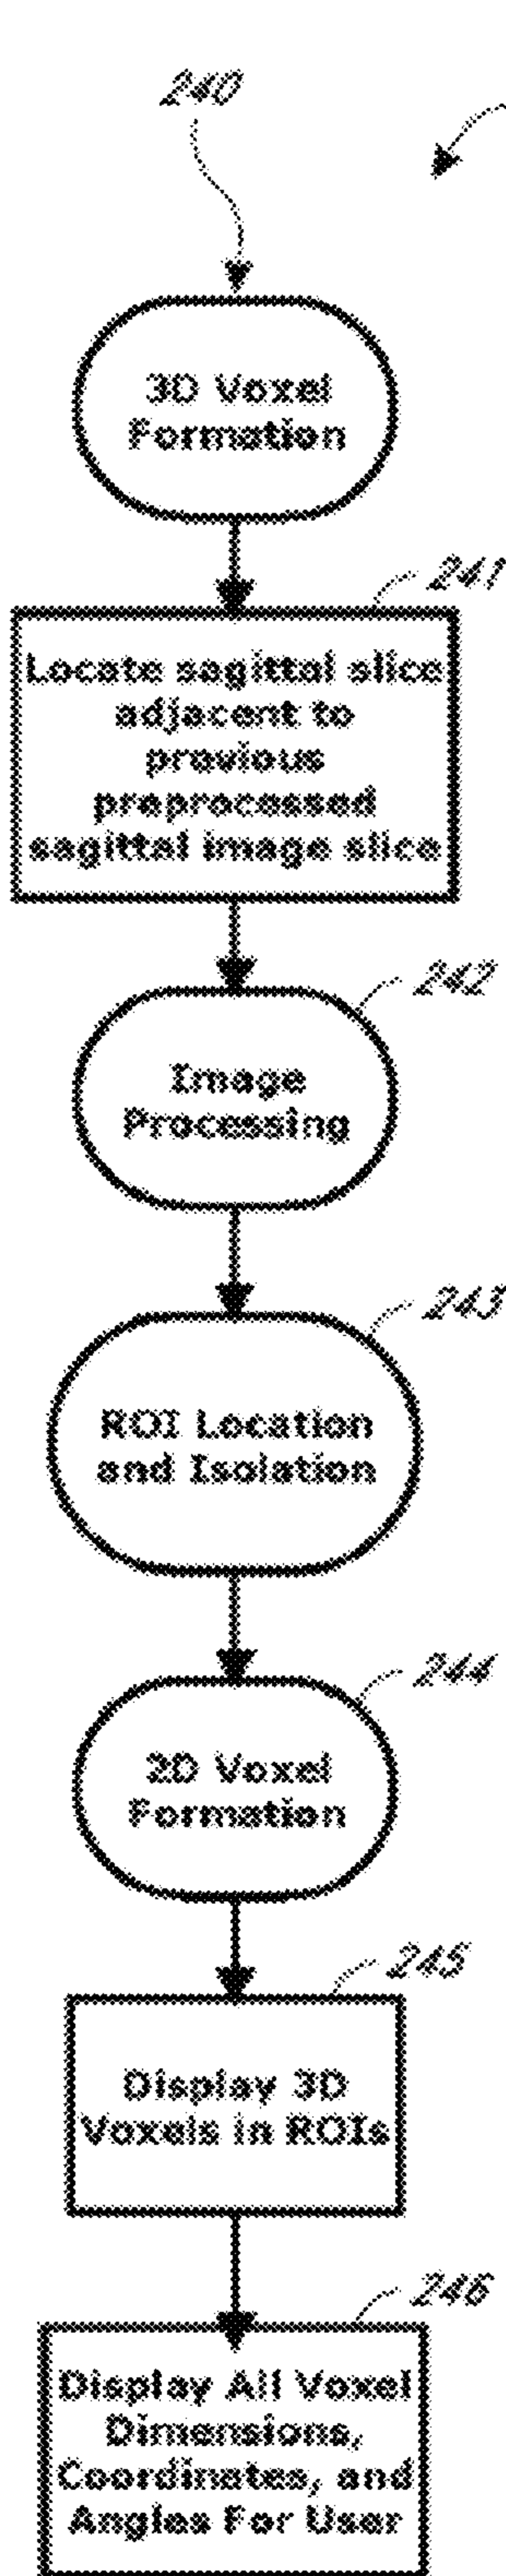 240
3D Voxel
Formation
241
Locate sagittal slice
adjacent to
previous
preprocessed
sagittal image slice
242
Image
Processing
243
ROI Location
and Isolation
244
2D Voxel
Formation
245
Display 3D
Voxels in ROIs
246
Display All Voxel
Dimensions,
Coordinates, and
Angles For User